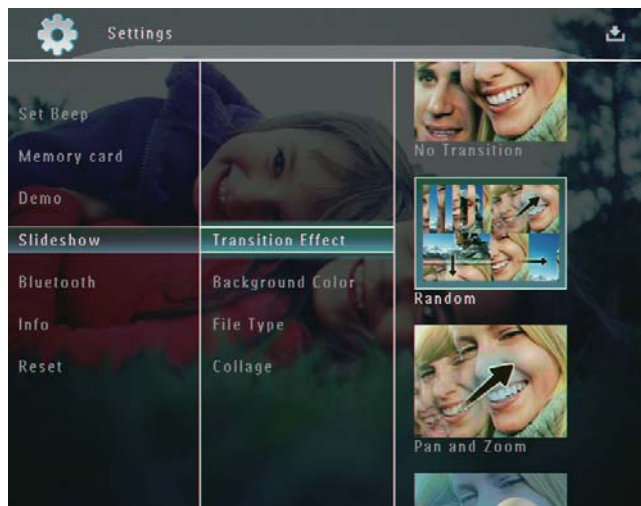 Settings
Set Beep
Memory card
Demo
Slideshow
Bluetooth
Info
Reset
Transition Effect
Background Color
File Type
Collage
No Transition
Random
Pan and Zoom